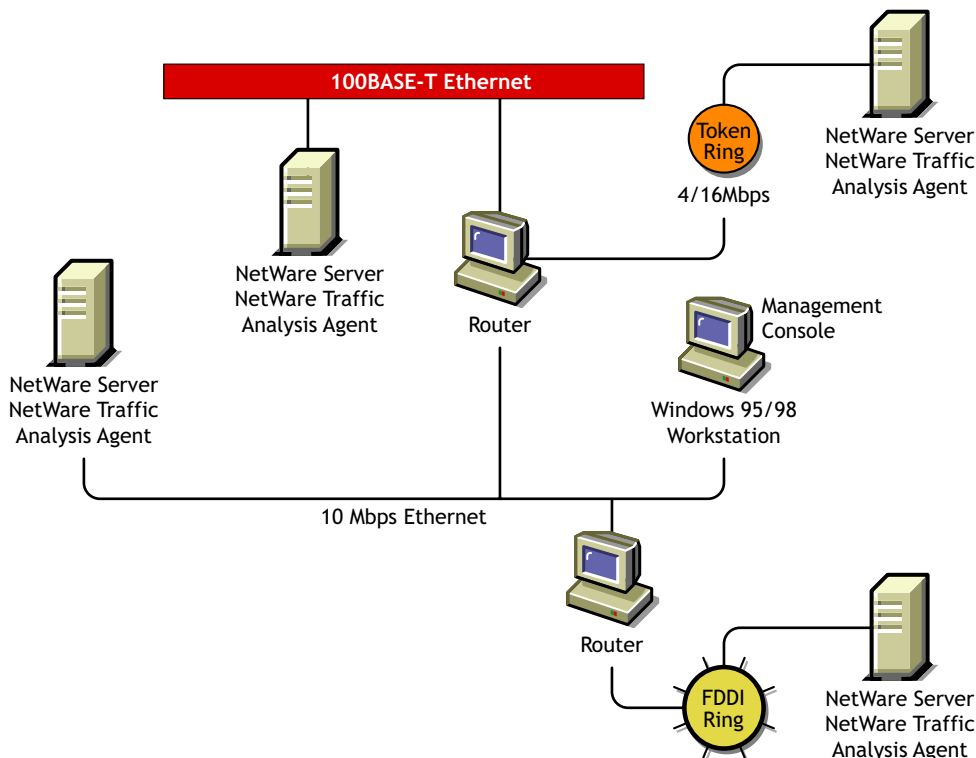 100BASE-T Ethernet
Token
Ring
4/16Mbps
NetWare Server
NetWare Traffic
Analysis Agent
NetWare Server
NetWare Traffic
Analysis Agent
Router
Management
Console
NetWare Server
NetWare Traffic
Analysis Agent
Windows 95/98
Workstation
10 Mbps Ethernet
Router
FDDI
Ring
NetWare Server
NetWare Traffic
Analysis Agent